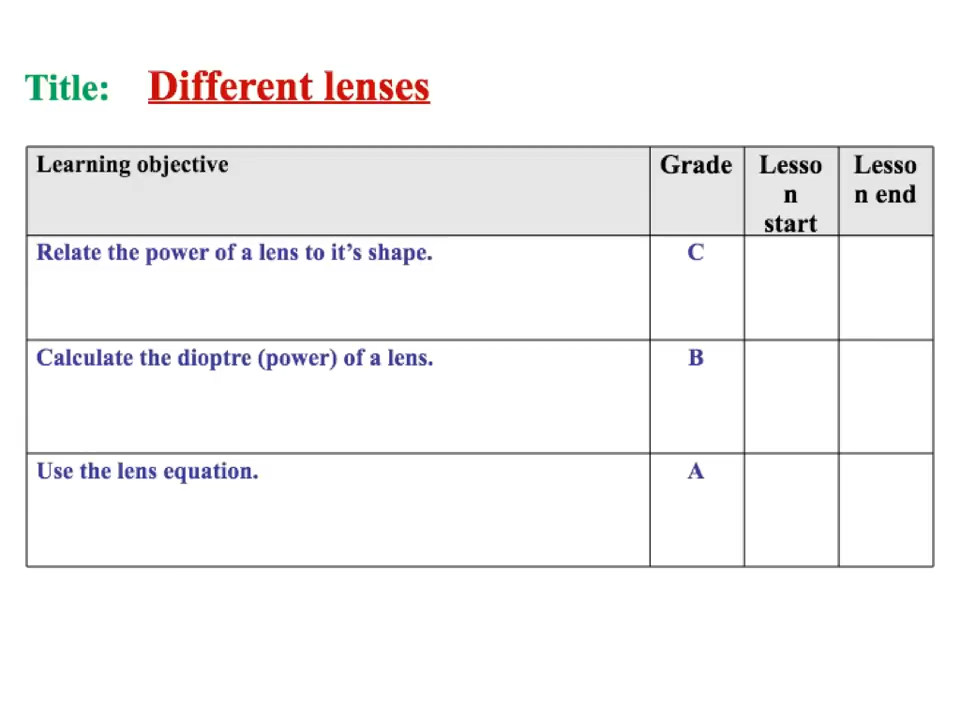 Title: Different lenses
Learning objective Grade Lesso n start Lesso n end
Relate the power of a lens to it’s shape. C
Calculate the dioptre (power) of a lens. B
Use the lens equation. A